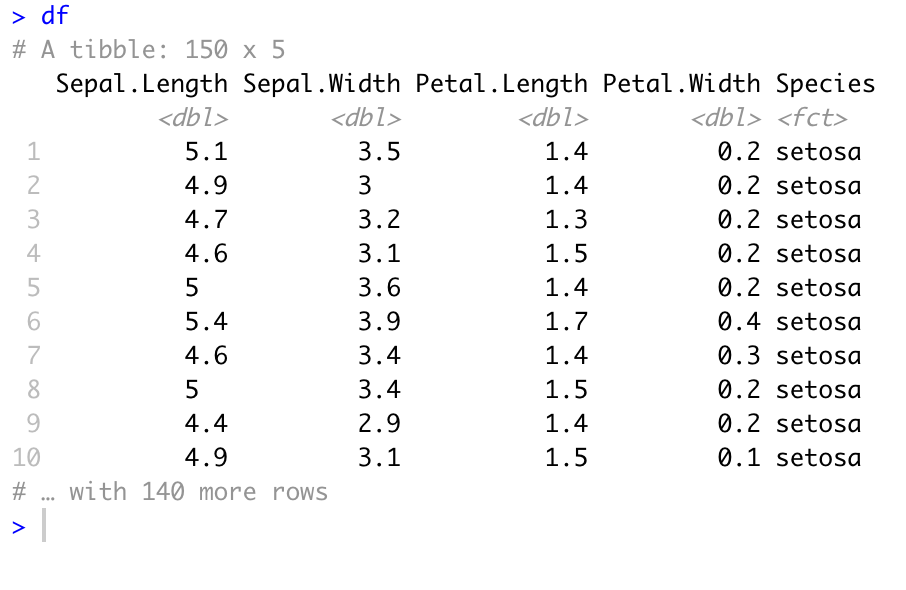 > df
# A tibble: 150 x 5
Sepal.Length Sepal.Width Petal.Length Petal.Width Species
<dbl> <dbl> <dbl> <dbl> <fct>
1 5.1 3.5 1.4 0.2 setosa
2 4.9 3 1.4 0.2 setosa
3 4.7 3.2 1.3 0.2 setosa
4 4.6 3.1 1.5 0.2 setosa
5 5 3.6 1.4 0.2 setosa
6 5.4 3.9 1.7 0.4 setosa
7 4.6 3.4 1.4 0.3 setosa
8 5 3.4 1.5 0.2 setosa
9 4.4 2.9 1.4 0.2 setosa
10 4.9 3.1 1.5 0.1 setosa
# … with 140 more rows
>